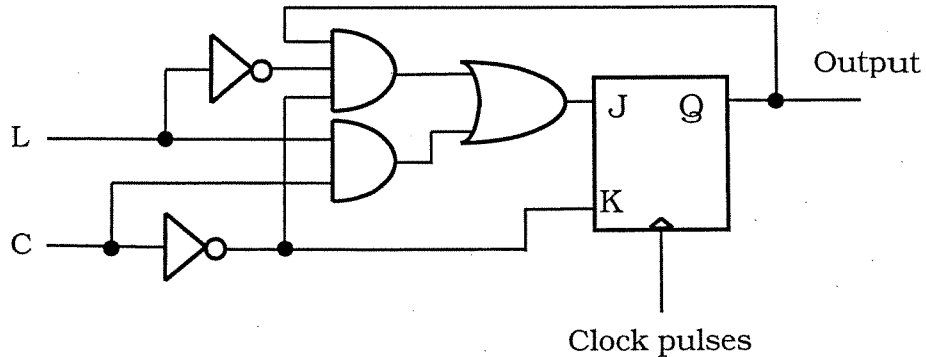 Output
J Q
L
K
C
Clock pulses